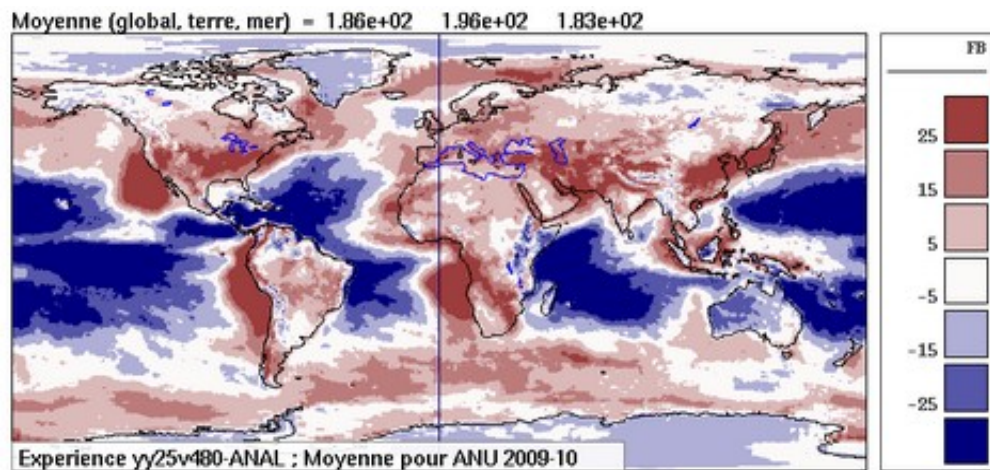 Moyenne (global, terre, mer) = 1.86e+02 1.96e+02 1.83e+02
FB
25
15
5
-5
-15
-25
Experience yy25v480-ANAL ; Moyenne pour ANU 2009-10